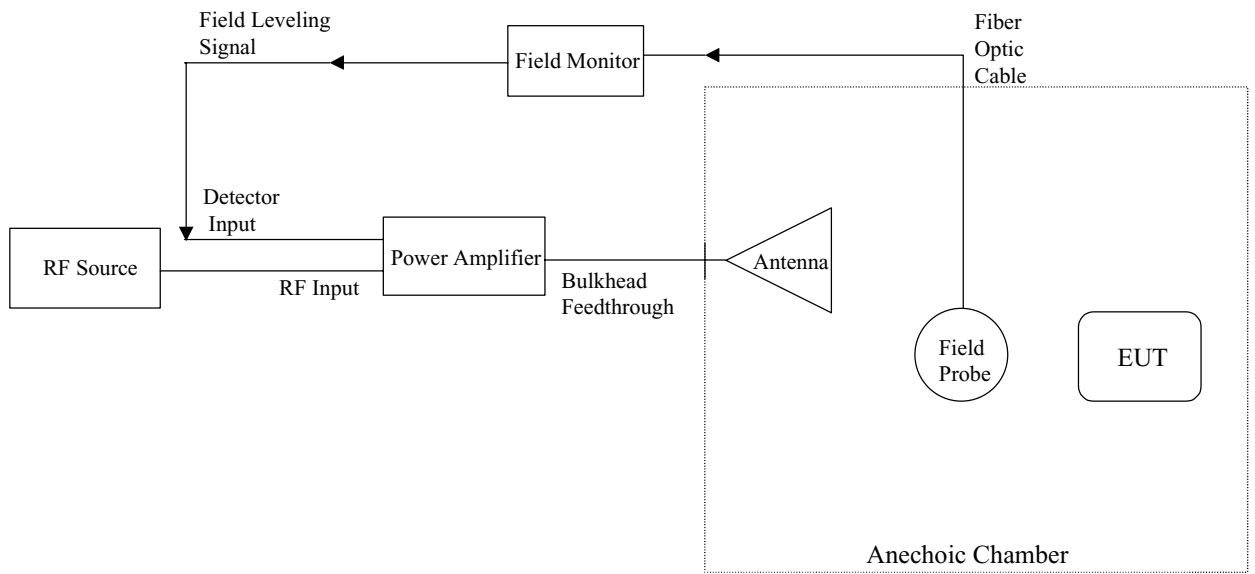 Field Leveling
Signal
Field Monitor
Fiber
Optic
Cable
Detector
Input
RF Source
RF Input
Power Amplifier
Bulkhead
Feedthrough
Antenna
Field
Probe
EUT
Anechoic Chamber